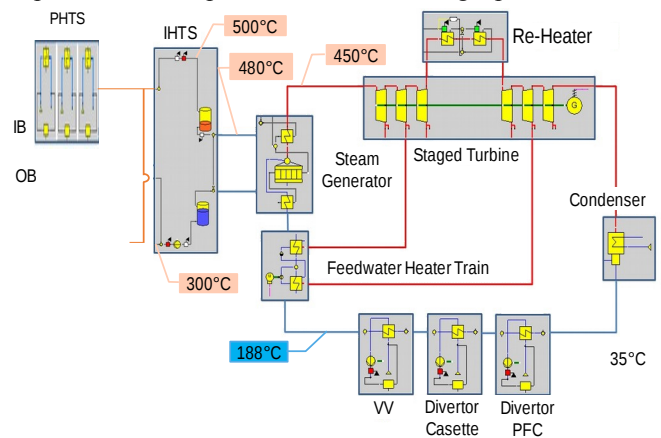 PHTS
IHTS
500°C
480°C
450°C
Re-Heater
IB
OB
G
Steam
Generator
Staged Turbine
Condenser
Feedwater Heater Train
300°C
188°C
35°C
VV
Divertor
Casette
Divertor
PFC